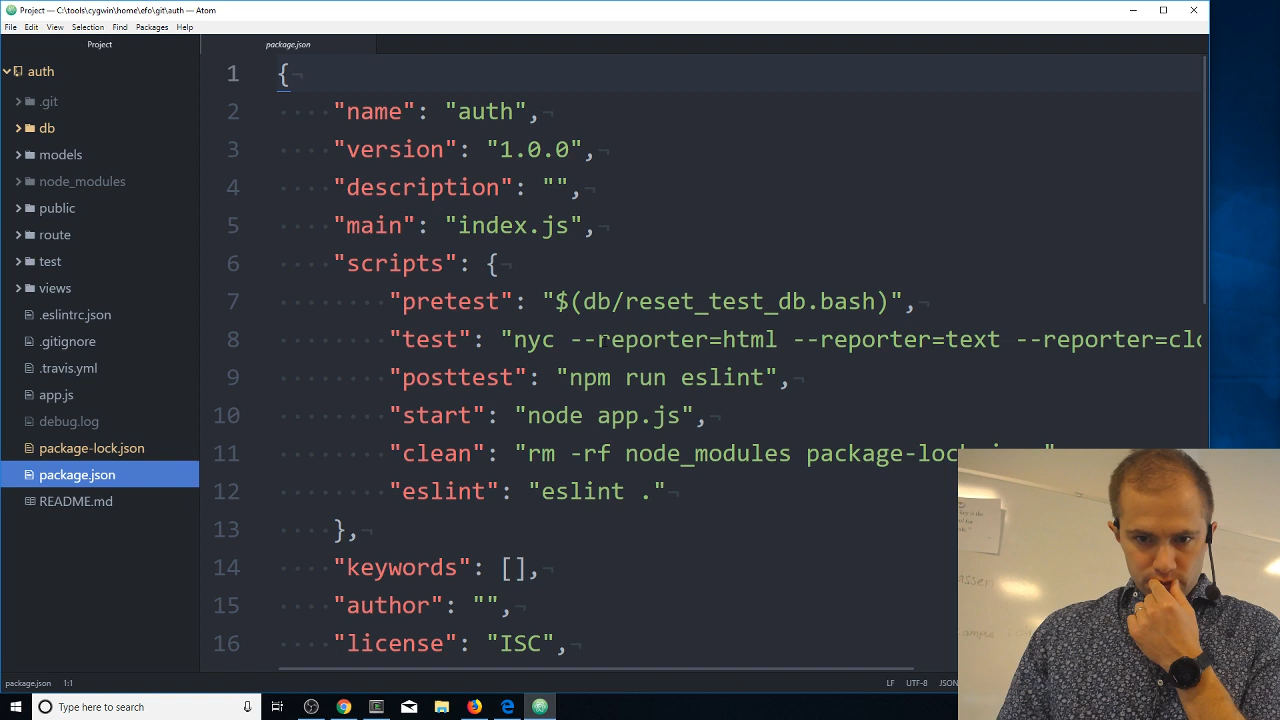 Project - C:\tools\cygwin\home\efo\git\auth - Atom
File Edit View Selection Find Packages Help
Project
package.json
auth
.git
db
models
node_modules
public
route
test
views
.eslintrc.json
.gitignore
.travis.yml
app.js
debug.log
package-lock.json
package.json
README.md
1 {
2 "name": "auth",
3 "version": "1.0.0",
4 "description": "",
5 "main": "index.js",
6 "scripts": {
7 "pretest": "$(db/reset_test_db.bash)",
8 "test": "nyc --reporter=html --reporter=text --reporter=clo
9 "posttest": "npm run eslint",
10 "start": "node app.js",
11 "clean": "rm -rf node_modules package-loc
12 "eslint": "eslint ."
13 },
14 "keywords": [],
15 "author": "",
16 "license": "ISC",
package.json 1:1
LF UTF-8 JSON
Type here to search